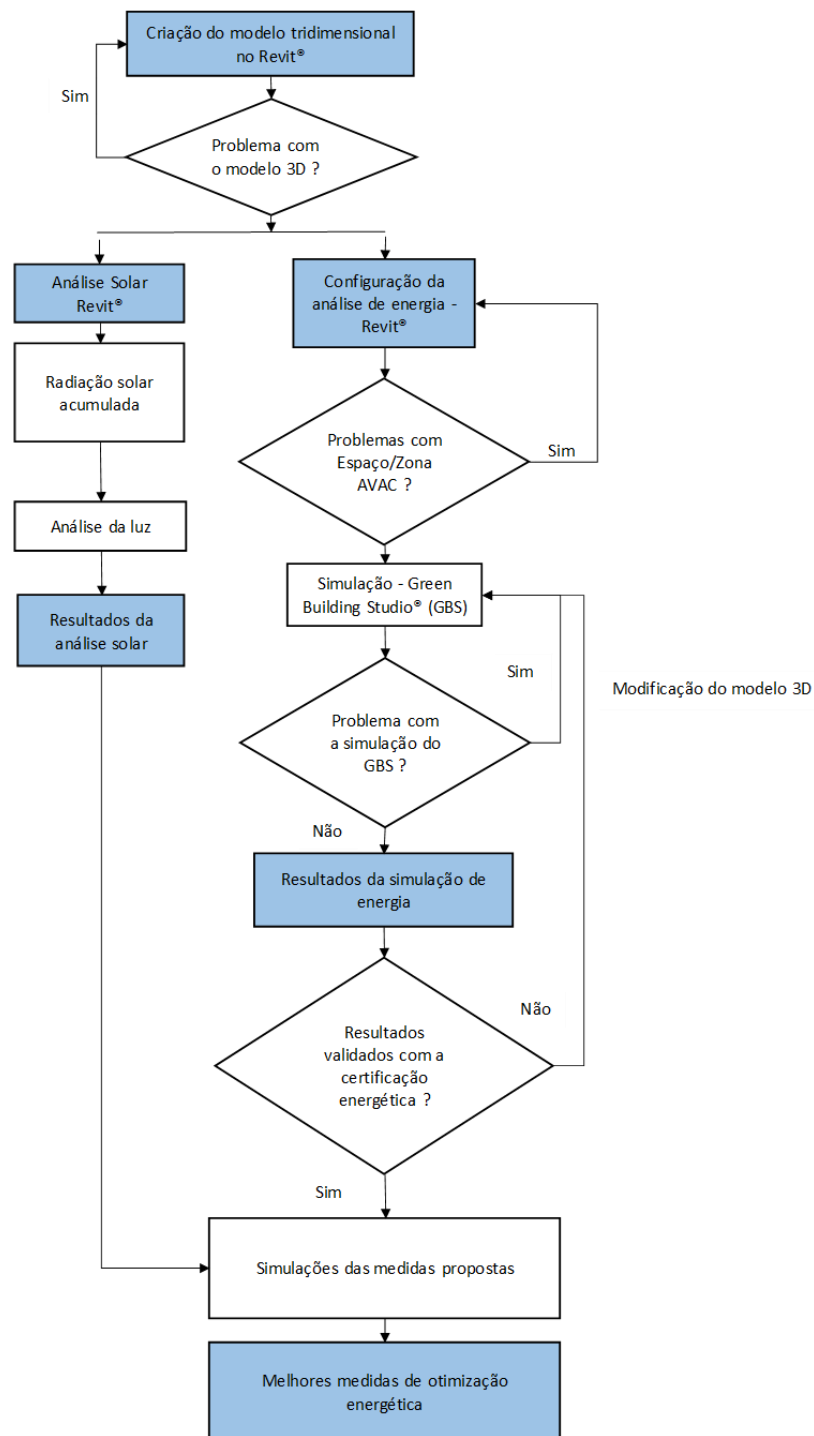 Criação do modelo tridimensional
no Revit®
Sim
Problema com
o modelo 3D ?
Análise Solar
Revit®
Configuração da
análise de energia -
Revit®
Radiação solar
acumulada
Problemas com
Espaço/Zona
AVAC ?
Sim
Análise da luz
Simulação - Green
Building Studio® (GBS)
Resultados da
análise solar
Sim
Modificação do modelo 3D
Problema com
a simulação do
GBS ?
Não
Resultados da simulação de
energia
Não
Resultados
validados com a
certificação
energética ?
Sim
Simulações das medidas propostas
Melhores medidas de otimização
energética